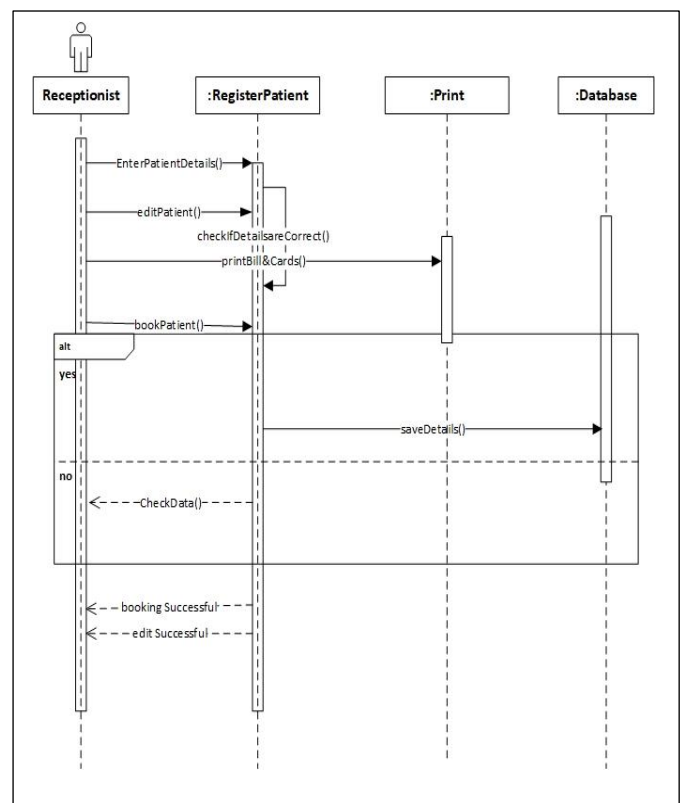 Receptionist
:RegisterPatient
:Print
:Database
EnterPatientDetails()
editPatient()
checkIfDetailsareCorrect()
printBill&Cards()
bookPatient()
alt
yes
saveDetails()
no
CheckData()
booking Successful
edit Successful